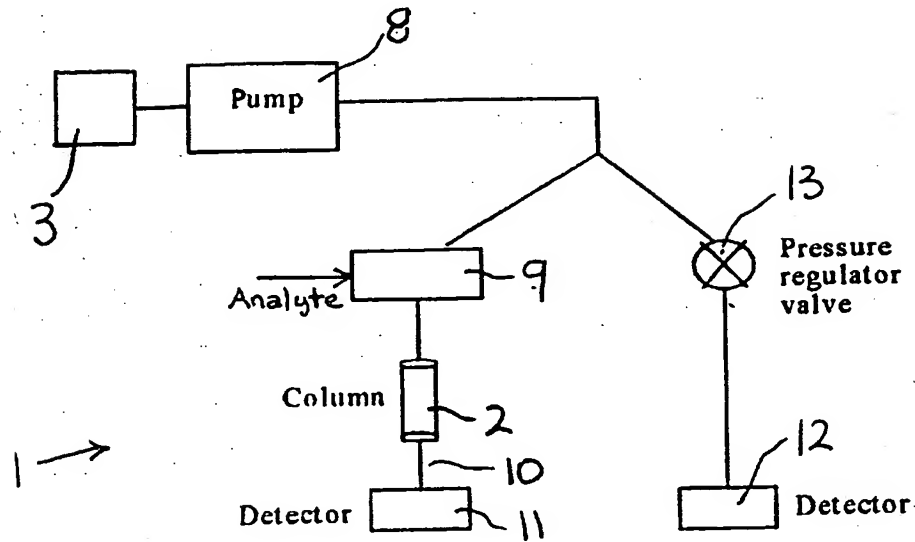 8
Pump
3
13
Pressure
regulator
valve
9
Analyte
Column
2
1
10
12
Detector
11
Detector